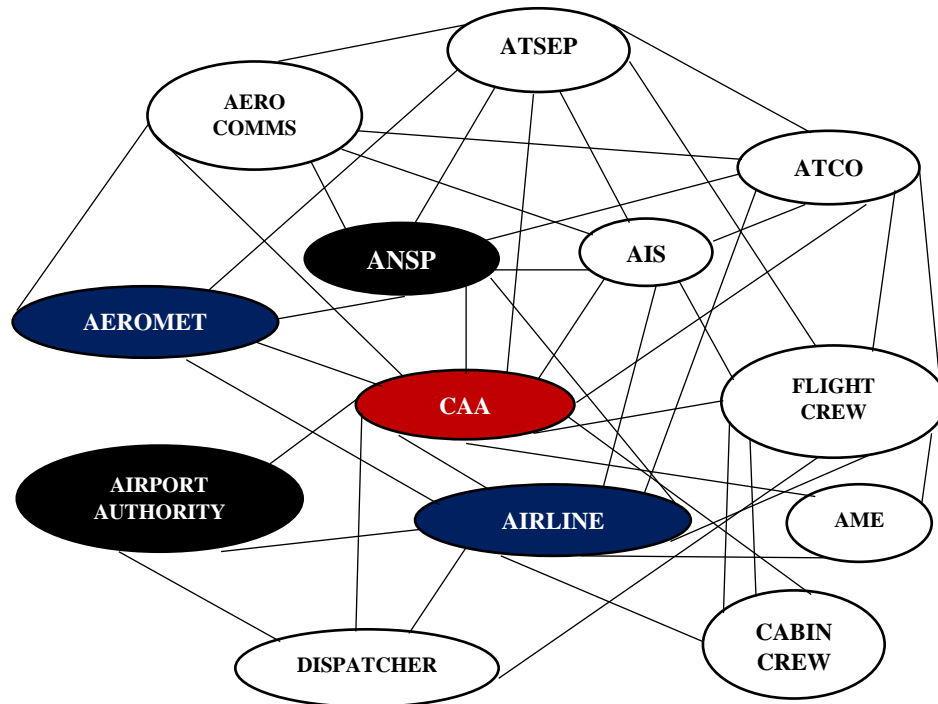 ATSEP
AERO
COMMS
ATCO
ANSP
AIS
AEROMET
CAA
FLIGHT
CREW
AIRPORT
AUTHORITY
AIRLINE
AME
CABIN
CREW
DISPATCHER